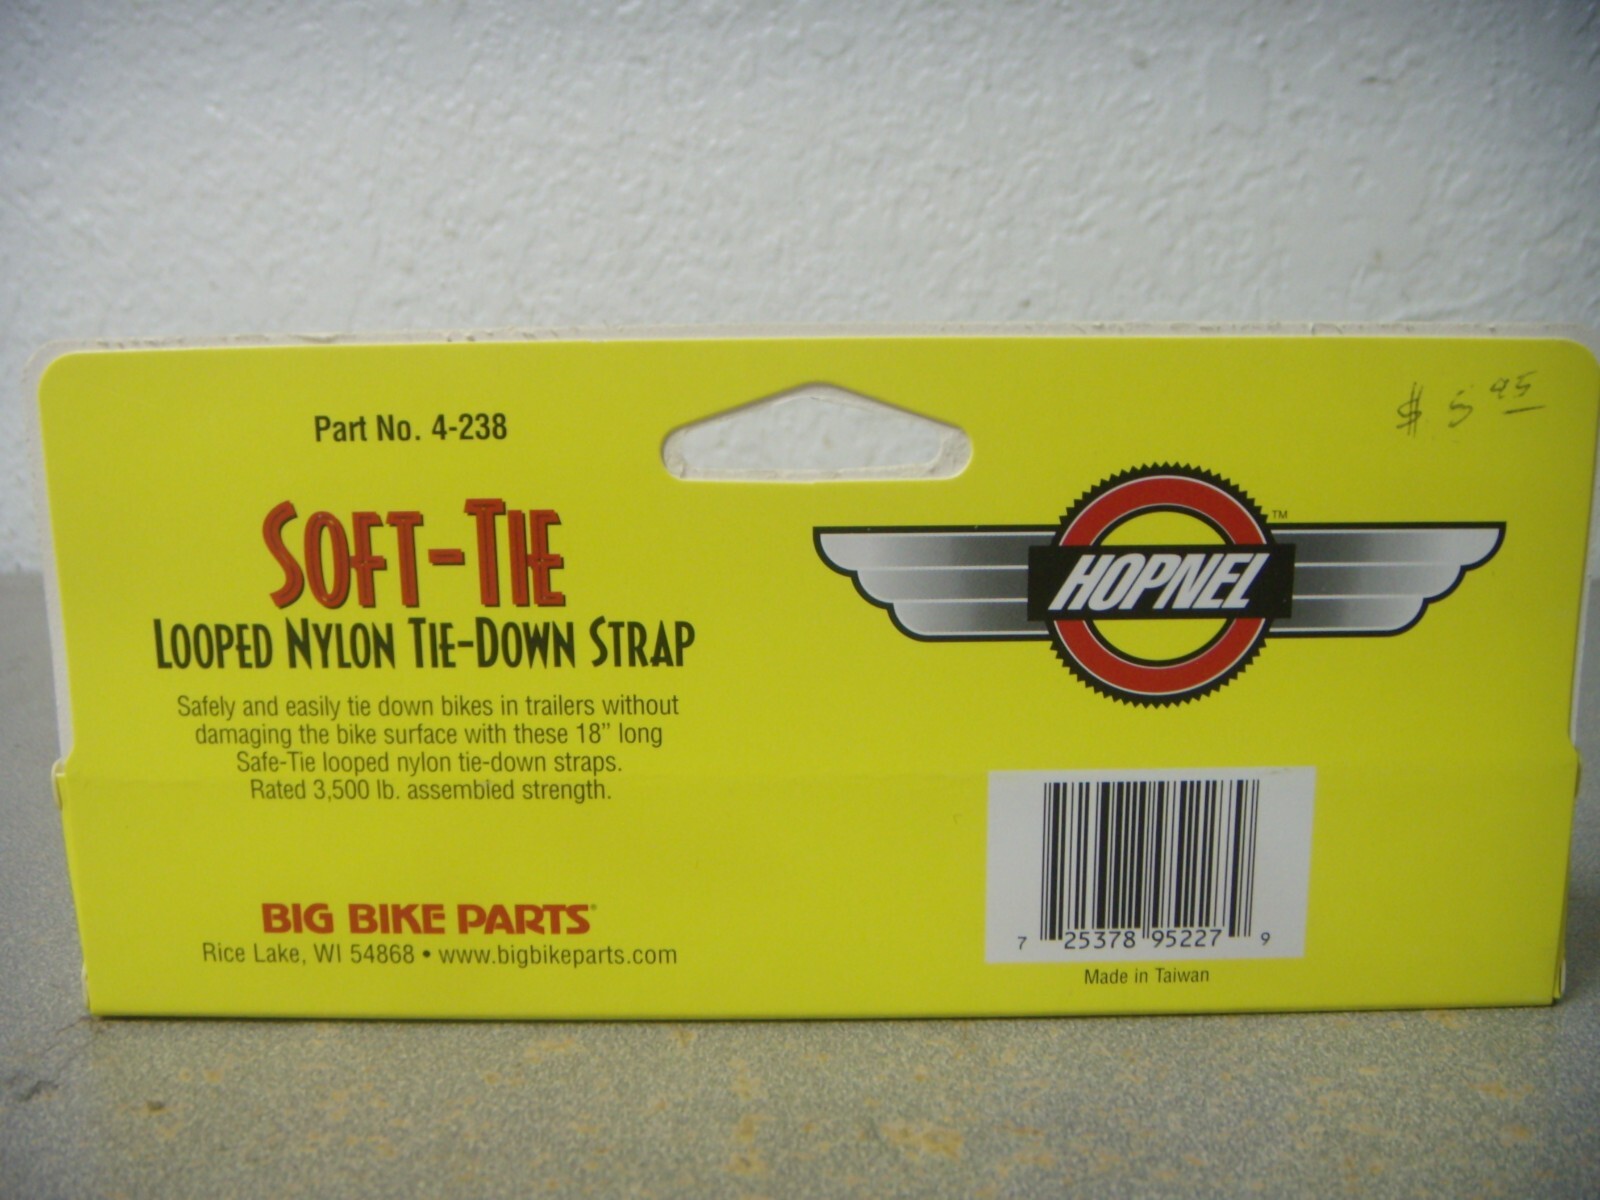 Part No. 4-238
$ 5 95
SOFT-TIE
LOOPED NYLON TIE-DOWN STRAP
Safely and easily tie down bikes in trailers without
damaging the bike surface with these 18" long
Safe-Tie looped nylon tie-down straps.
Rated 3,500 lb. assembled strength.
BIG BIKE PARTS®
Rice Lake, WI 54868 • www.bigbikeparts.com
HOPNEL ™
7 25378 95227 9
Made in Taiwan